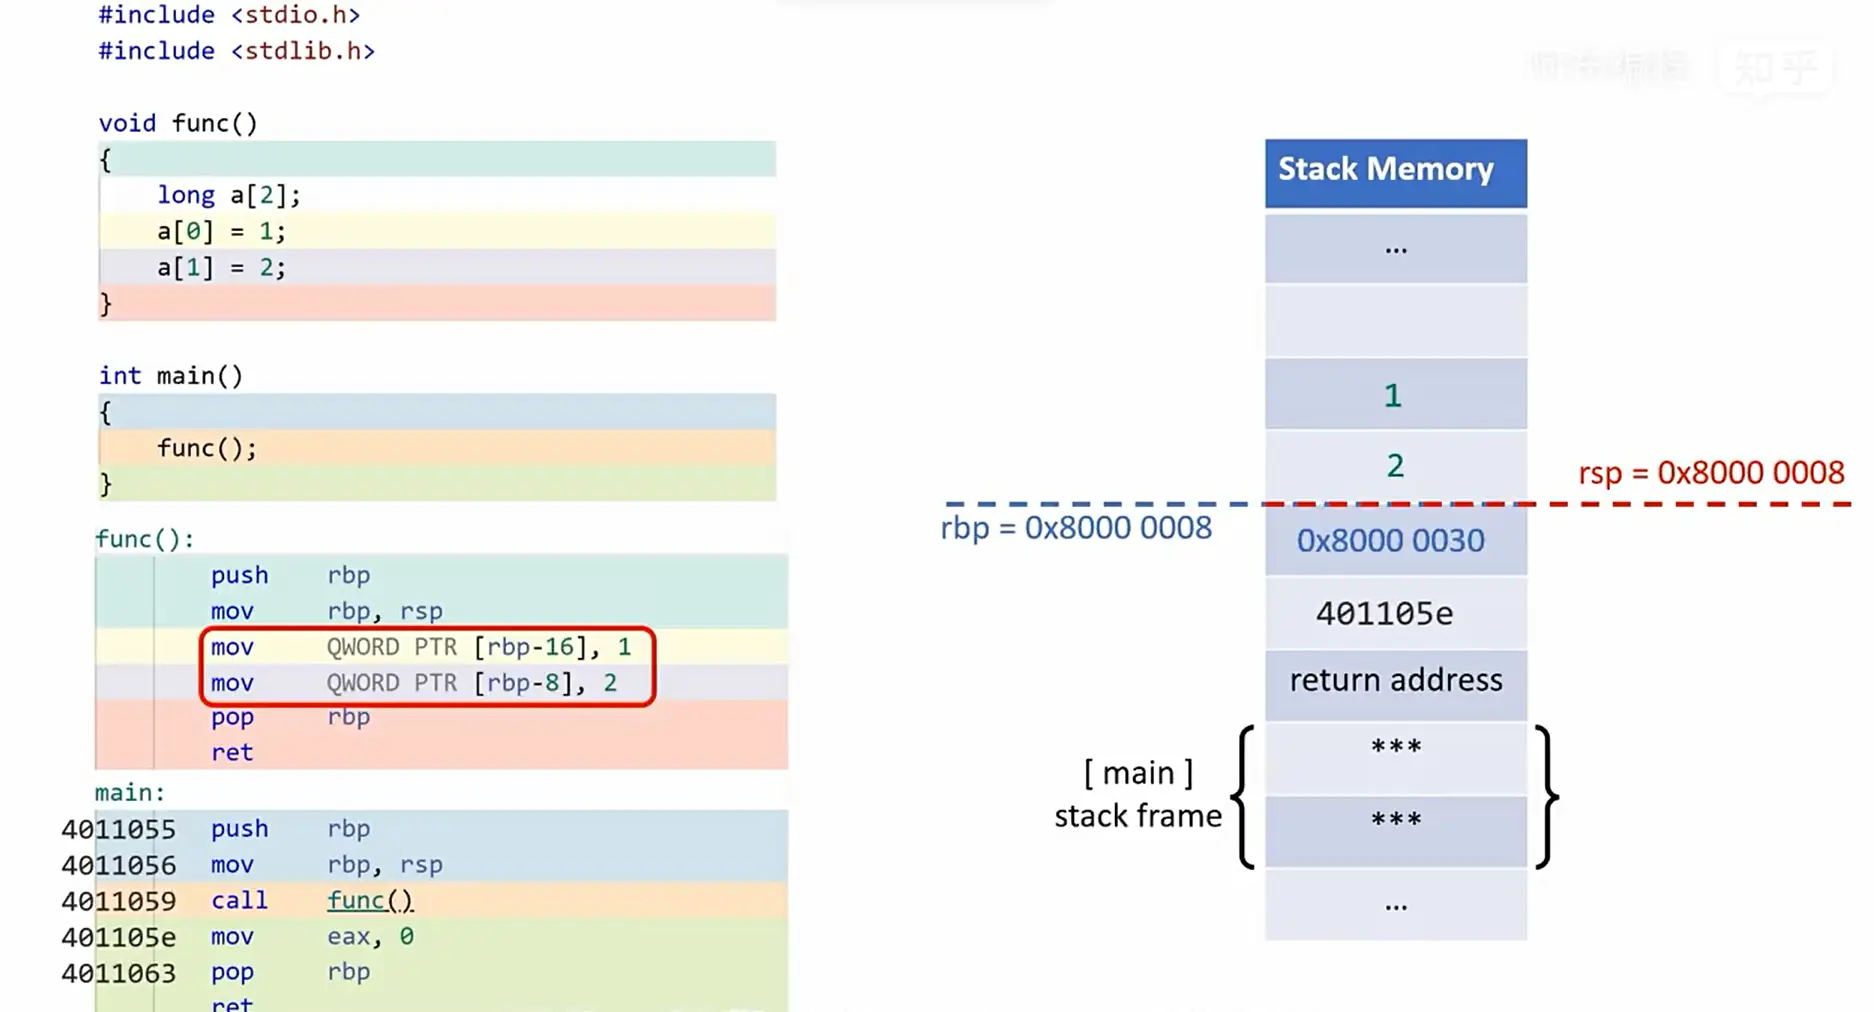 #include <stdio.h>
#include <stdlib.h>
void func()
{
long a[2];
a[0] = 1;
a[1] = 2;
}
int main()
{
func();
}
func():
push rbp
mov rbp, rsp
mov QWORD PTR [rbp-16], 1
mov QWORD PTR [rbp-8], 2
pop rbp
ret
main:
4011055 push rbp
4011056 mov rbp, rsp
4011059 call func()
401105e mov eax, 0
4011063 pop rbp
ret
知乎
Stack Memory
...
1
2
rsp = 0x8000 0008
rbp = 0x8000 0008
0x8000 0030
401105e
return address
***
[ main ]
stack frame
***
...